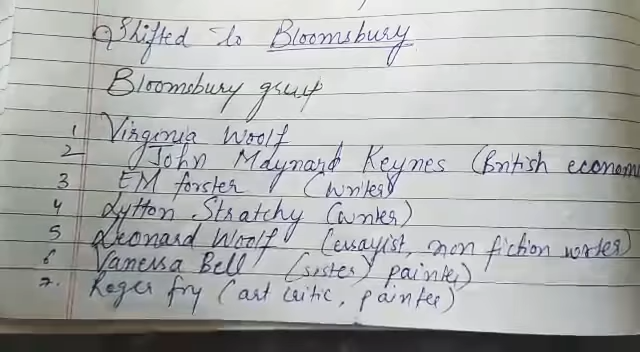 Shifted to Bloomsbury
Bloomsbury group
1 Virginia Woolf
2 John Maynard Keynes (British econom
3 EM forster (writer)
4 Lytton Stratchy (writer)
5 Leonard Woolf (essayist, non fiction writer)
6 Vanessa Bell (sister) painter)
7. Roger fry (art critic, painter)